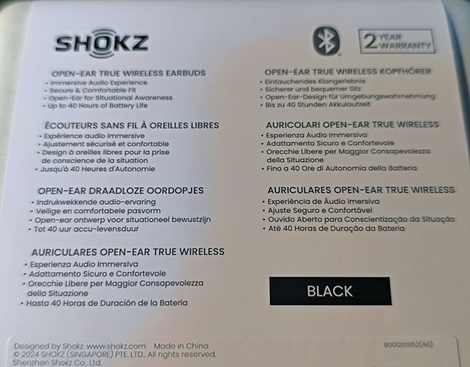 SHOKZ
2 YEAR WARRANTY
OPEN-EAR TRUE WIRELESS EARBUDS
• Immersive Audio Experience
• Secure & Comfortable Fit
• Open-Ear for Situational Awareness
• Up to 40 Hours of Battery Life
ÉCOUTEURS SANS FIL À OREILLES LIBRES
• Expérience audio immersive
• Ajustement sécurisé et confortable
• Design à oreilles libres pour la prise
de conscience de la situation
• Jusqu'à 40 Heures d'Autonomie
OPEN-EAR DRAADLOZE OORDOPJES
• Indrukwekkende audio-ervaring
• Veilige en comfortabele pasvorm
• Open-ear ontwerp voor situationeel bewustzijn
• Tot 40 uur accu-levensduur
AURICULARES OPEN-EAR TRUE WIRELESS
• Esperienza Audio Immersiva
• Adattamento Sicuro e Confortevole
• Orecchie Libere per Maggior Consapevolezza
della Situazione
• Hasta 40 Horas de Duración de la Batería
OPEN-EAR TRUE WIRELESS KOPFHÖRER
• Eintauchendes Klangerlebnis
• Sicherer und bequemer Sitz
• Open-Ear-Design für Umgebungswahrnehmung
• Bis zu 40 Stunden Akkulaufzeit
AURICOLARI OPEN-EAR TRUE WIRELESS
• Esperienza Audio Immersiva
• Adattamento Sicuro e Confortevole
• Orecchie Libere per Maggior Consapevolezza
della Situazione
• Fino a 40 Ore di Autonomia della Batteria
AURICULARES OPEN-EAR TRUE WIRELESS
• Experiência de Áudio Imersiva
• Ajuste Seguro e Confortável
• Ouvido Aberto para Conscientização da Situação
• Até 40 Horas de Duração da Bateria
BLACK
Designed by Shokz www.shokz.com Made in China.
© 2024 SHOKZ (SINGAPORE) PTE. LTD. All rights reserved.
Shenzhen Shokz Co., Ltd.
8001201852(A0)